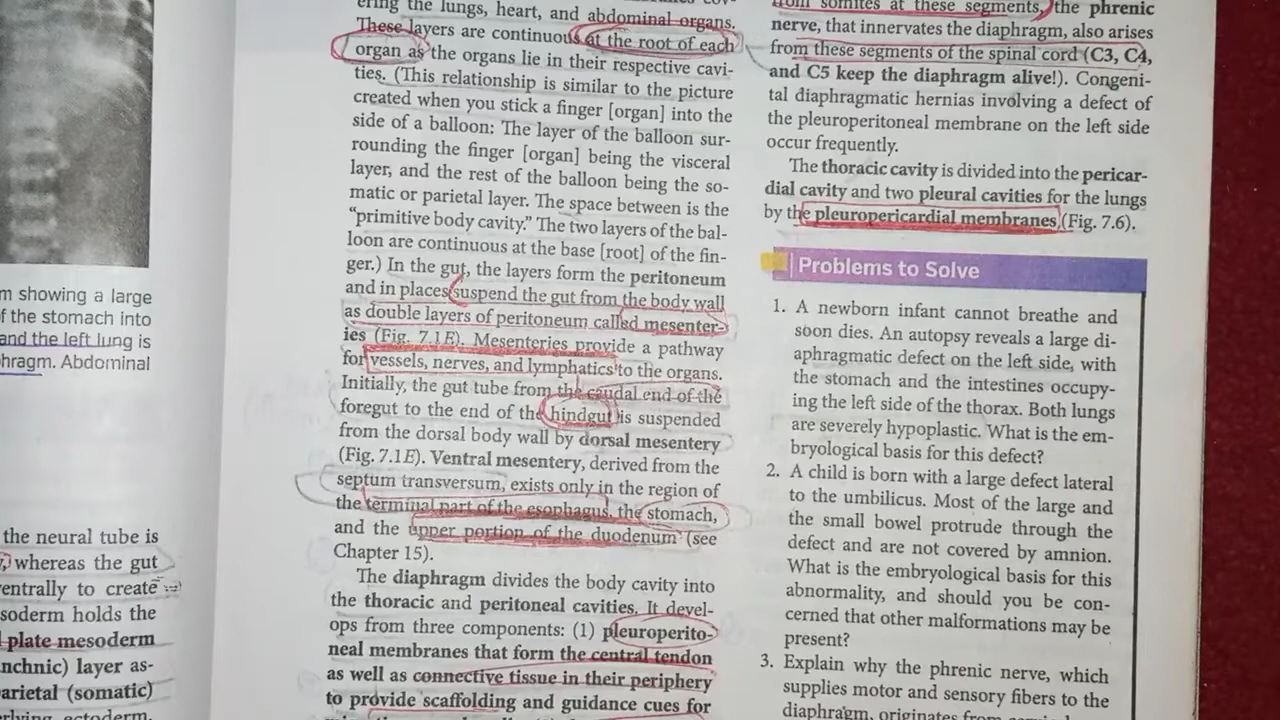 m showing a large
f the stomach into
and the left lung is
phragm. Abdominal
the neural tube is
, whereas the gut
entrally to create
soderm holds the
plate mesoderm
nchnic) layer as-
arietal (somatic)
ering the lungs, heart, and abdominal organs.
These layers are continuous at the root of each
organ as the organs lie in their respective cavi-
ties. (This relationship is similar to the picture
created when you stick a finger [organ] into the
side of a balloon: The layer of the balloon sur-
rounding the finger [organ] being the visceral
layer, and the rest of the balloon being the so-
matic or parietal layer. The space between is the
“primitive body cavity.” The two layers of the bal-
loon are continuous at the base [root] of the fin-
ger.) In the gut, the layers form the peritoneum
and in places suspend the gut from the body wall
as double layers of peritoneum called mesenter-
ies (Fig. 7.1E). Mesenteries provide a pathway
for vessels, nerves, and lymphatics to the organs.
Initially, the gut tube from the caudal end of the
foregut to the end of the hindgut is suspended
from the dorsal body wall by dorsal mesentery
(Fig. 7.1E). Ventral mesentery, derived from the
septum transversum, exists only in the region of
the terminal part of the esophagus, the stomach,
and the upper portion of the duodenum (see
Chapter 15).
The diaphragm divides the body cavity into
the thoracic and peritoneal cavities. It devel-
ops from three components: (1) pleuroperito-
neal membranes that form the central tendon
as well as connective tissue in their periphery
to provide scaffolding and guidance cues for
from somites at these segments, the phrenic
nerve, that innervates the diaphragm, also arises
from these segments of the spinal cord (C3, C4,
and C5 keep the diaphragm alive!). Congeni-
tal diaphragmatic hernias involving a defect of
the pleuroperitoneal membrane on the left side
occur frequently.
The thoracic cavity is divided into the pericar-
dial cavity and two pleural cavities for the lungs
by the pleuropericardial membranes (Fig. 7.6).
Problems to Solve
1. A newborn infant cannot breathe and
soon dies. An autopsy reveals a large di-
aphragmatic defect on the left side, with
the stomach and the intestines occupy-
ing the left side of the thorax. Both lungs
are severely hypoplastic. What is the em-
bryological basis for this defect?
2. A child is born with a large defect lateral
to the umbilicus. Most of the large and
the small bowel protrude through the
defect and are not covered by amnion.
What is the embryological basis for this
abnormality, and should you be con-
cerned that other malformations may be
present?
3. Explain why the phrenic nerve, which
supplies motor and sensory fibers to the
diaphragm, originates from